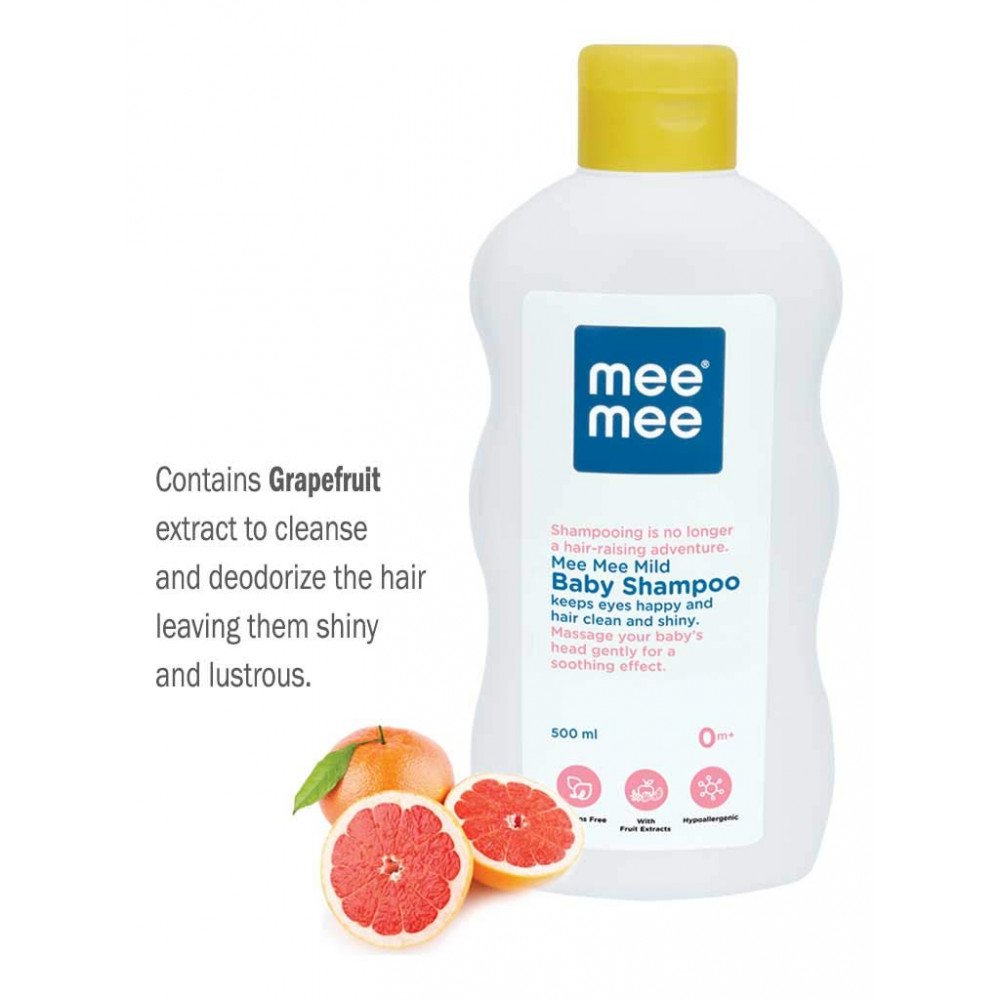 Contains Grapefruit
extract to cleanse
and deodorize the hair
leaving them shiny
and lustrous.
mee®
mee
Shampooing is no longer
a hair-raising adventure.
Mee Mee Mild
Baby Shampoo
keeps eyes happy and
hair clean and shiny.
Massage your baby's
head gently for a
soothing effect.
500 ml
0m+
Free
With
Fruit Extracts
Hypoallergenic